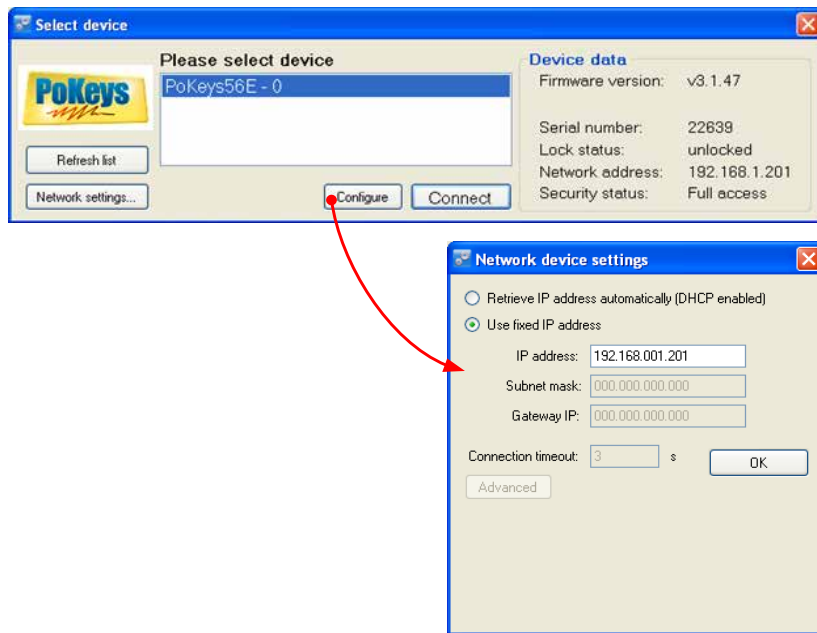 Select device
PoKeys
Refresh list
Network settings...
Please select device
PoKeys56E - 0
Configure
Connect
Device data
Firmware version: v3.1.47
Serial number: 22639
Lock status: unlocked
Network address: 192.168.1.201
Security status: Full access
Network device settings
Retrieve IP address automatically (DHCP enabled)
Use fixed IP address
IP address: 192.168.001.201
Subnet mask: 000.000.000.000
Gateway IP: 000.000.000.000
Connection timeout: 3 s
OK
Advanced